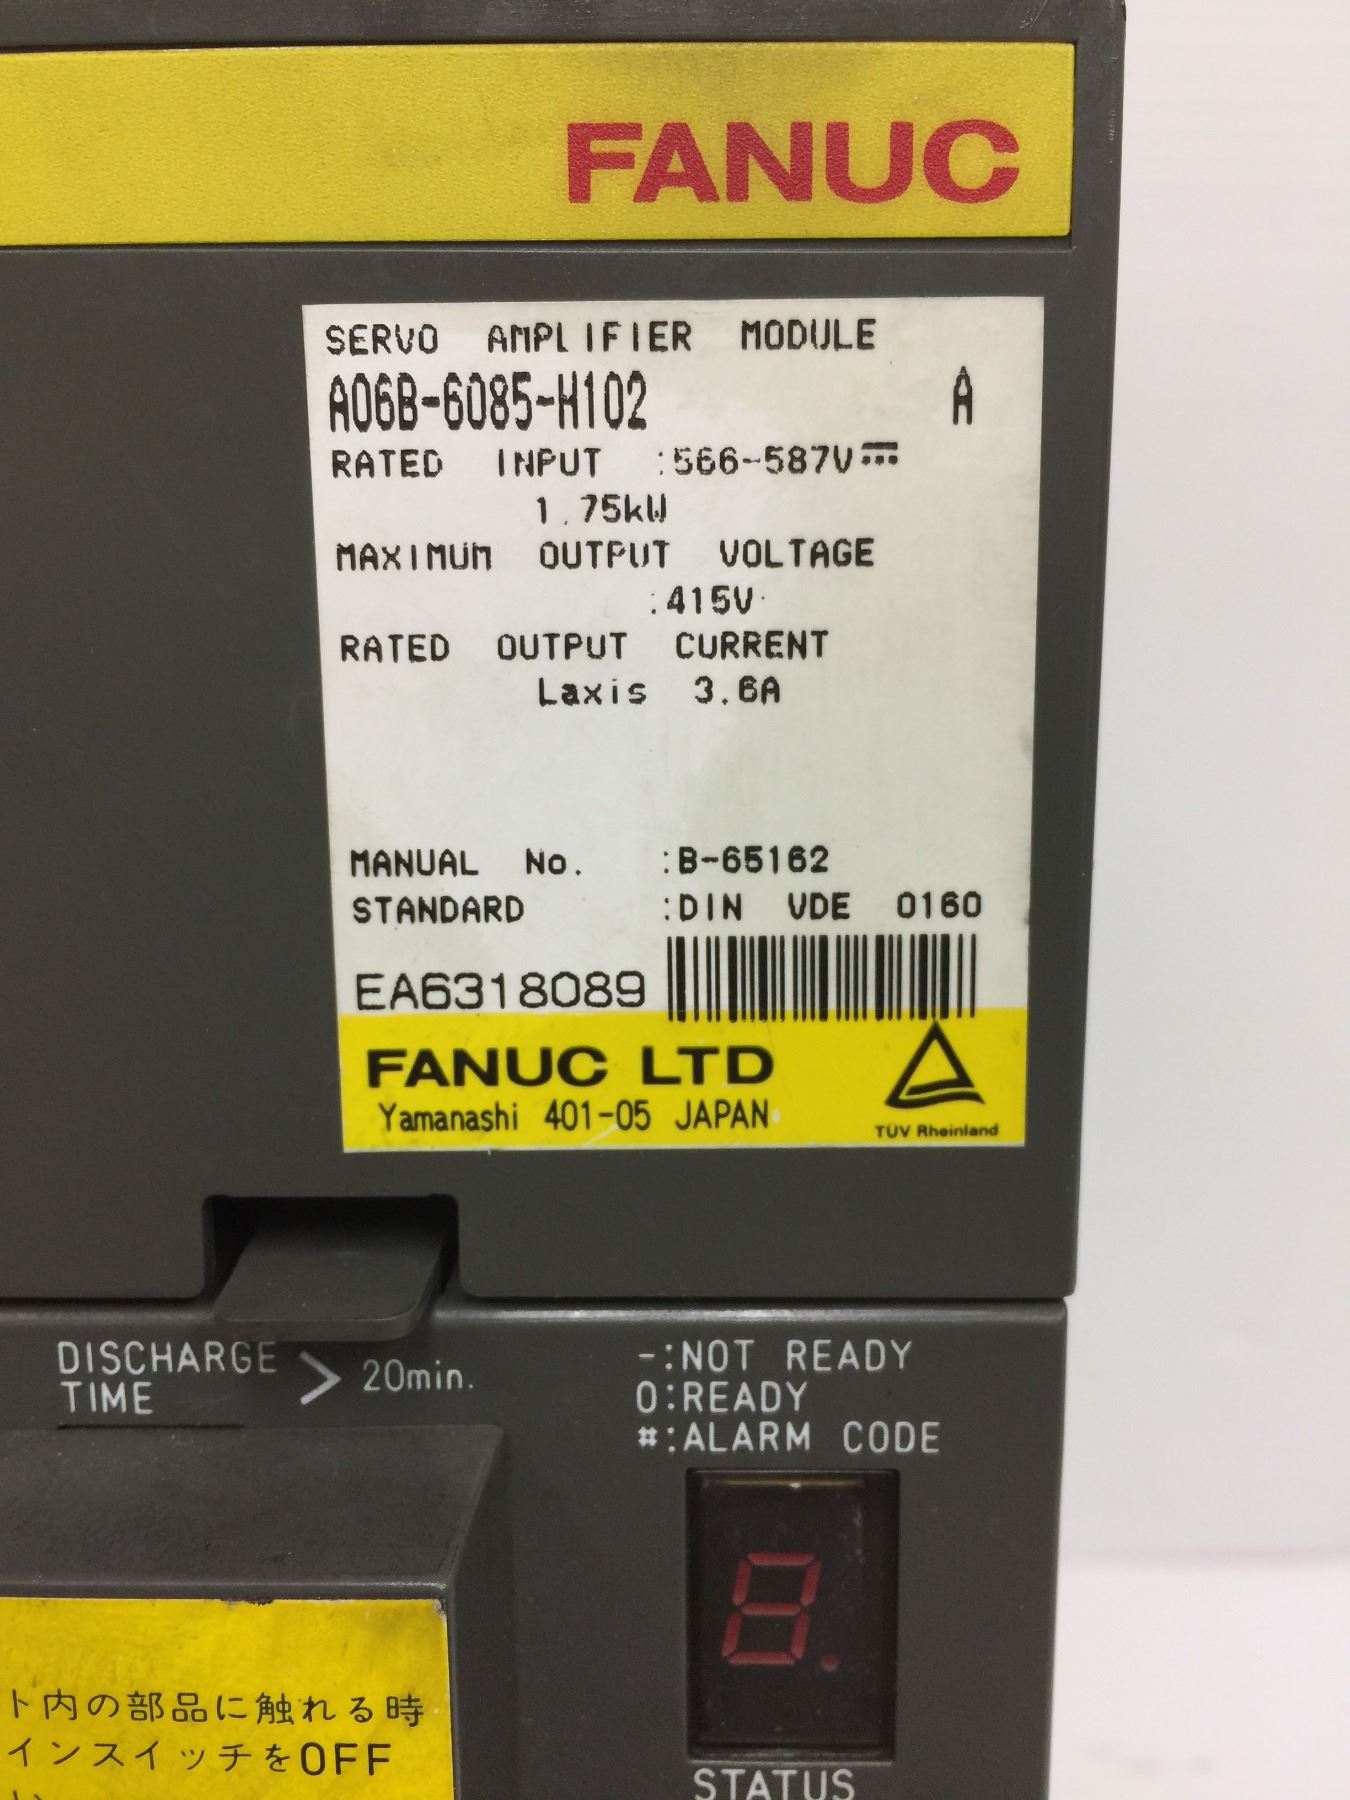 FANUC
SERVO AMPLIFIER MODULE
A06B-6085-H102 A
RATED INPUT :566-587V⎓
1.75kW
MAXIMUM OUTPUT VOLTAGE
:415V
RATED OUTPUT CURRENT
Laxis 3.6A
MANUAL No. :B-65162
STANDARD :DIN VDE 0160
EA6318089
FANUC LTD
Yamanashi 401-05 JAPAN
TÜV Rheinland
DISCHARGE
TIME > 20min.
-:NOT READY
0:READY
#:ALARM CODE
8.
STATUS
ト内の部品に触れる時
インスイッチをOFF